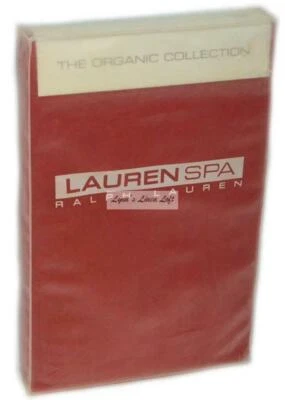 THE ORGANIC COLLECTION
LAUREN SPA
RALPH LAUREN
Lynn's Linen Loft